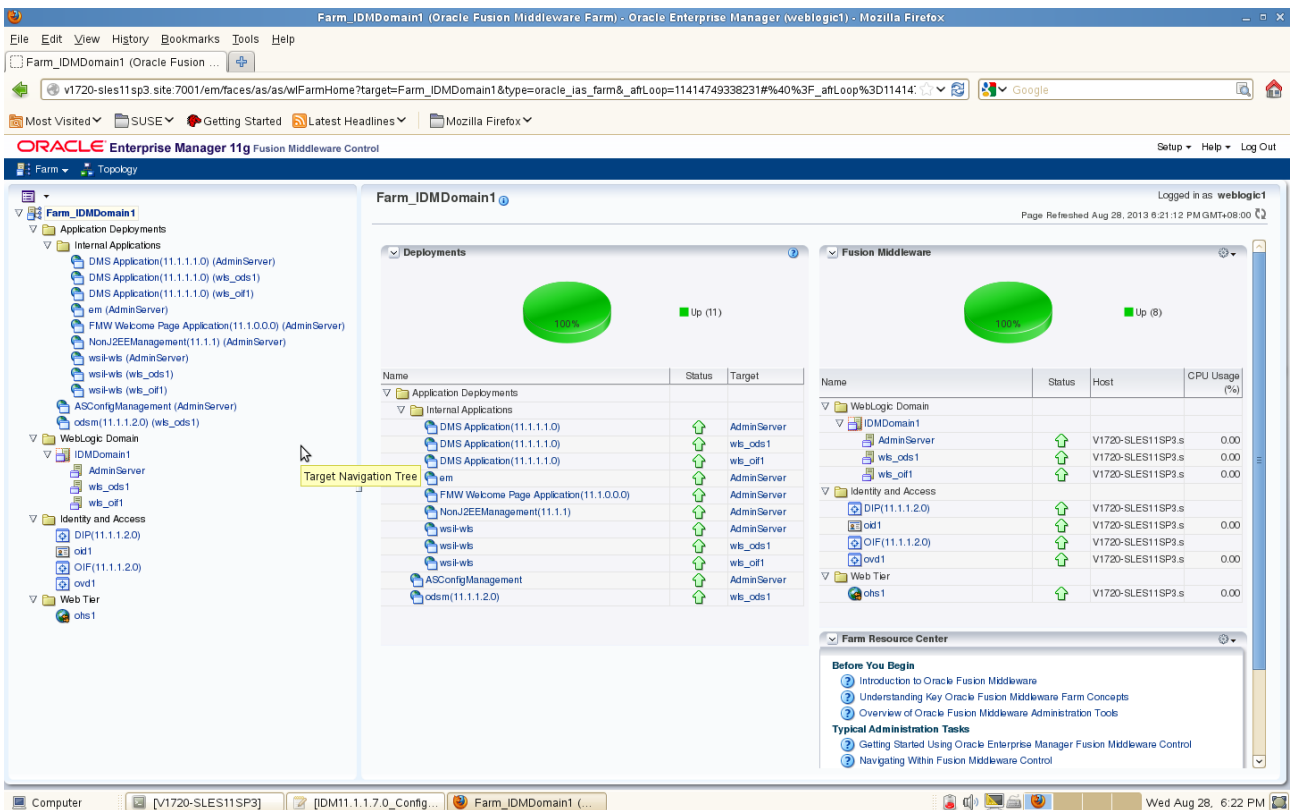 Farm_IDMDomain1 (Oracle Fusion Middleware Farm) - Oracle Enterprise Manager (weblogic1) - Mozilla Firefox
File Edit View History Bookmarks Tools Help
Farm_IDMDomain1 (Oracle Fusion ...
v1720-sles11sp3.site:7001/em/faces/as/as/wlFarmHome?target=Farm_IDMDomain1&type=oracle_ias_farm&_afrLoop=11414749338231#%40%3F_afrLoop%3D11414
Google
Most Visited SUSE Getting Started Latest Headlines Mozilla Firefox
ORACLE Enterprise Manager 11g Fusion Middleware Control
Setup Help Log Out
Farm Topology
Farm_IDMDomain1
Application Deployments
Internal Applications
DMS Application(11.1.1.1.0) (AdminServer)
DMS Application(11.1.1.1.0) (wls_ods1)
DMS Application(11.1.1.1.0) (wls_oif1)
em (AdminServer)
FMW Welcome Page Application(11.1.0.0.0) (AdminServer)
NonJ2EEManagement(11.1.1) (AdminServer)
wsil-wls (AdminServer)
wsil-wls (wls_ods1)
wsil-wls (wls_oif1)
ASConfigManagement (AdminServer)
odsm(11.1.1.2.0) (wls_ods1)
WebLogic Domain
IDMDomain1
AdminServer
wls_ods1
wls_oif1
Identity and Access
DIP(11.1.1.2.0)
oid1
OIF(11.1.1.2.0)
ovd1
Web Tier
ohs1
Target Navigation Tree
Farm_IDMDomain1
Logged in as weblogic1
Page Refreshed Aug 28, 2013 6:21:12 PM GMT+08:00
Deployments
100%
Up (11)
Name Status Target
Application Deployments
Internal Applications
DMS Application(11.1.1.1.0) AdminServer
DMS Application(11.1.1.1.0) wls_ods1
DMS Application(11.1.1.1.0) wls_oif1
em AdminServer
FMW Welcome Page Application(11.1.0.0.0) AdminServer
NonJ2EEManagement(11.1.1) AdminServer
wsil-wls AdminServer
wsil-wls wls_ods1
wsil-wls wls_oif1
ASConfigManagement AdminServer
odsm(11.1.1.2.0) wls_ods1
Fusion Middleware
100%
Up (8)
Name Status Host CPU Usage (%)
WebLogic Domain
IDMDomain1
AdminServer V1720-SLES11SP3.s 0.00
wls_ods1 V1720-SLES11SP3.s 0.00
wls_oif1 V1720-SLES11SP3.s 0.00
Identity and Access
DIP(11.1.1.2.0) V1720-SLES11SP3.s
oid1 V1720-SLES11SP3.s 0.00
OIF(11.1.1.2.0) V1720-SLES11SP3.s
ovd1 V1720-SLES11SP3.s 0.00
Web Tier
ohs1 V1720-SLES11SP3.s 0.00
Farm Resource Center
Before You Begin
Introduction to Oracle Fusion Middleware
Understanding Key Oracle Fusion Middleware Farm Concepts
Overview of Oracle Fusion Middleware Administration Tools
Typical Administration Tasks
Getting Started Using Oracle Enterprise Manager Fusion Middleware Control
Navigating Within Fusion Middleware Control
Computer [V1720-SLES11SP3] [IDM11.1.1.7.0_Config... Farm_IDMDomain1 (... Wed Aug 28, 6:22 PM